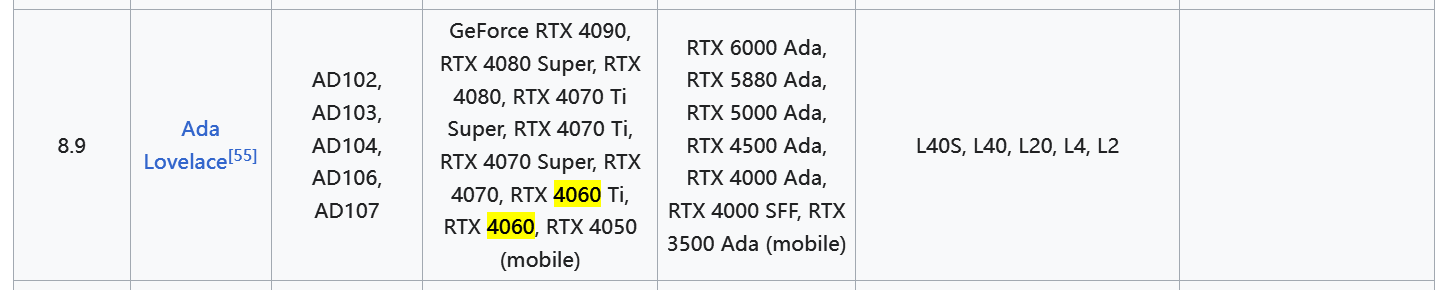 8.9
Ada
Lovelace[55]
AD102,
AD103,
AD104,
AD106,
AD107
GeForce RTX 4090,
RTX 4080 Super, RTX
4080, RTX 4070 Ti
Super, RTX 4070 Ti,
RTX 4070 Super, RTX
4070, RTX 4060 Ti,
RTX 4060, RTX 4050
(mobile)
RTX 6000 Ada,
RTX 5880 Ada,
RTX 5000 Ada,
RTX 4500 Ada,
RTX 4000 Ada,
RTX 4000 SFF, RTX
3500 Ada (mobile)
L40S, L40, L20, L4, L2